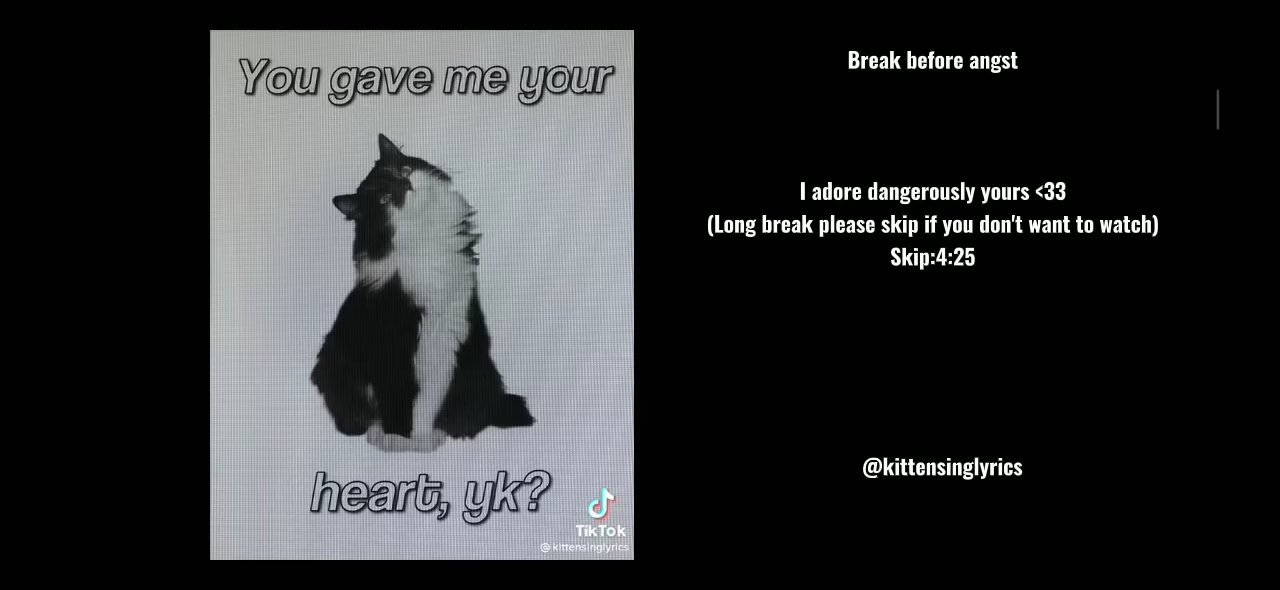 You gave me your
heart, yk?
TikTok
@kittensinglyrics
Break before angst
I adore dangerously yours <33
(Long break please skip if you don't want to watch)
Skip:4:25
@kittensinglyrics